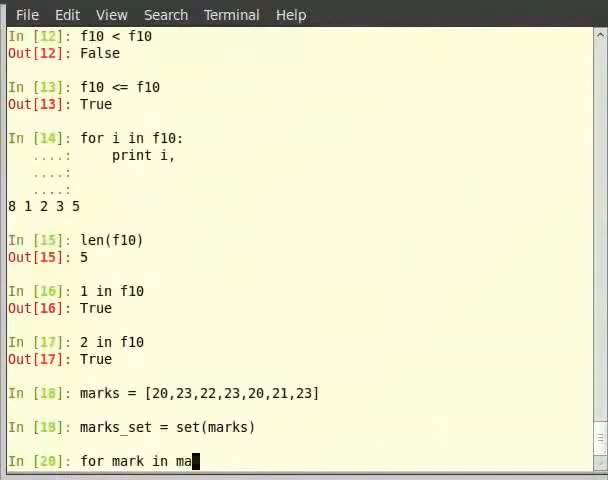 File Edit View Search Terminal Help
In [12]: f10 < f10
Out[12]: False
In [13]: f10 <= f10
Out[13]: True
In [14]: for i in f10:
....: print i,
....:
....:
8 1 2 3 5
In [15]: len(f10)
Out[15]: 5
In [16]: 1 in f10
Out[16]: True
In [17]: 2 in f10
Out[17]: True
In [18]: marks = [20,23,22,23,20,21,23]
In [19]: marks_set = set(marks)
In [20]: for mark in ma